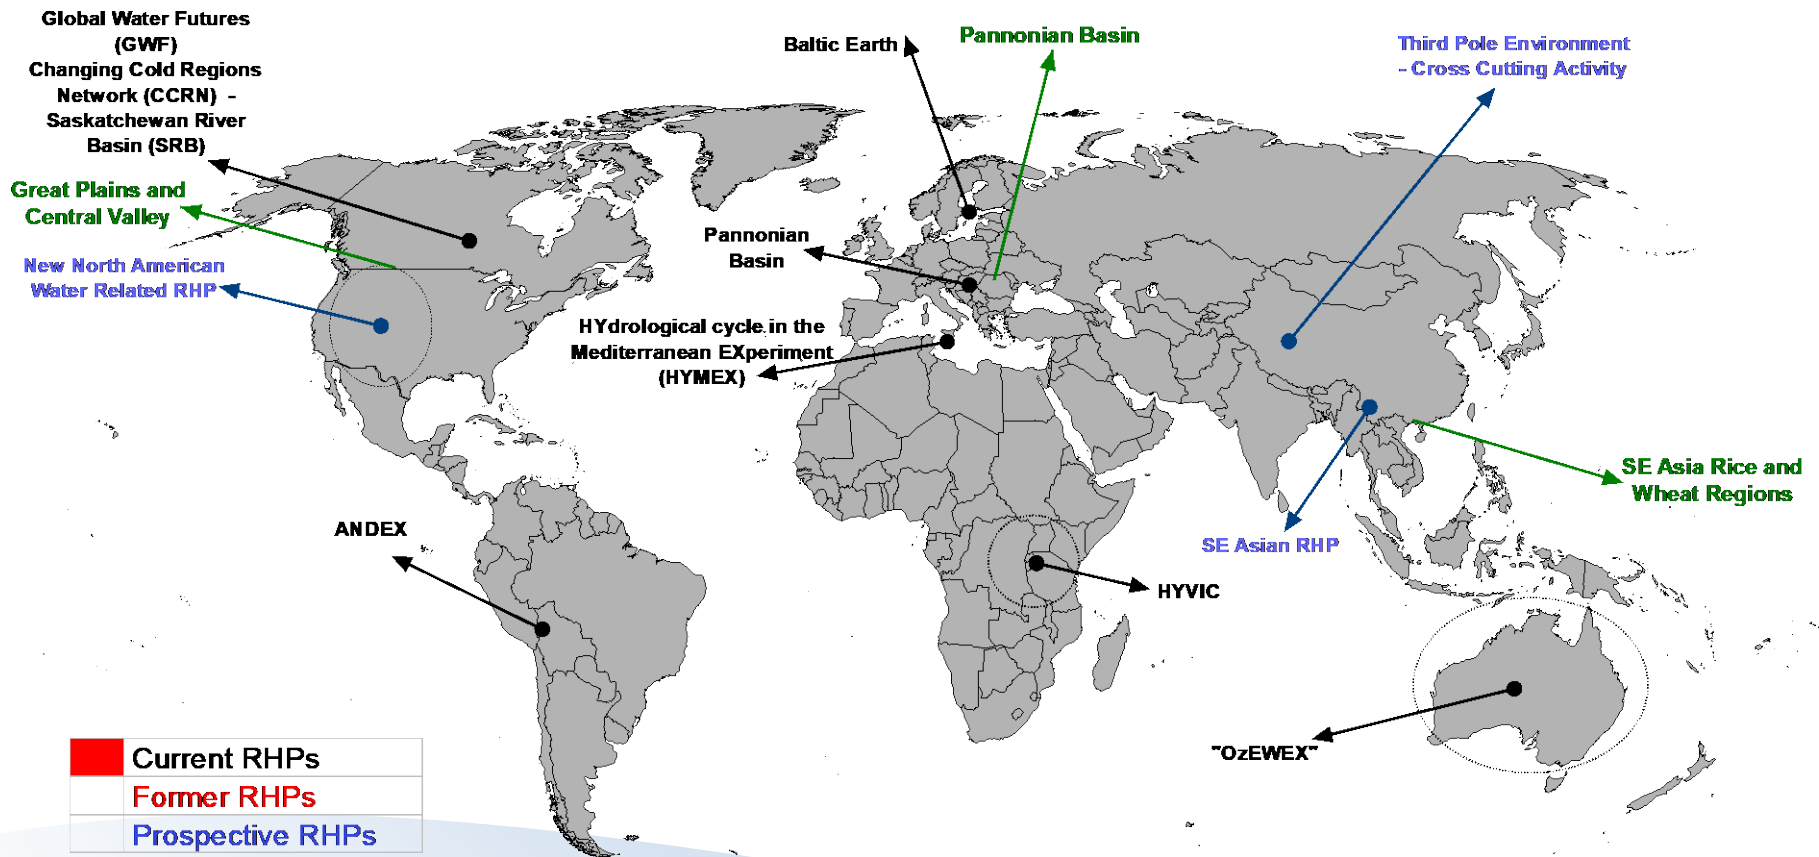 Global Water Futures
(GWF)
Changing Cold Regions
Network (CCRN) -
Saskatchewan River
Basin (SRB)
Great Plains and
Central Valley
New North American
Water Related RHP
Baltic Earth
Pannonian Basin
Third Pole Environment
- Cross Cutting Activity
Pannonian
Basin
HYdrological cycle in the
Mediterranean EXperiment
(HYMEX)
SE Asia Rice and
Wheat Regions
ANDEX
SE Asian RHP
HYVIC
"OzEWEX"
Current RHPs
Former RHPs
Prospective RHPs